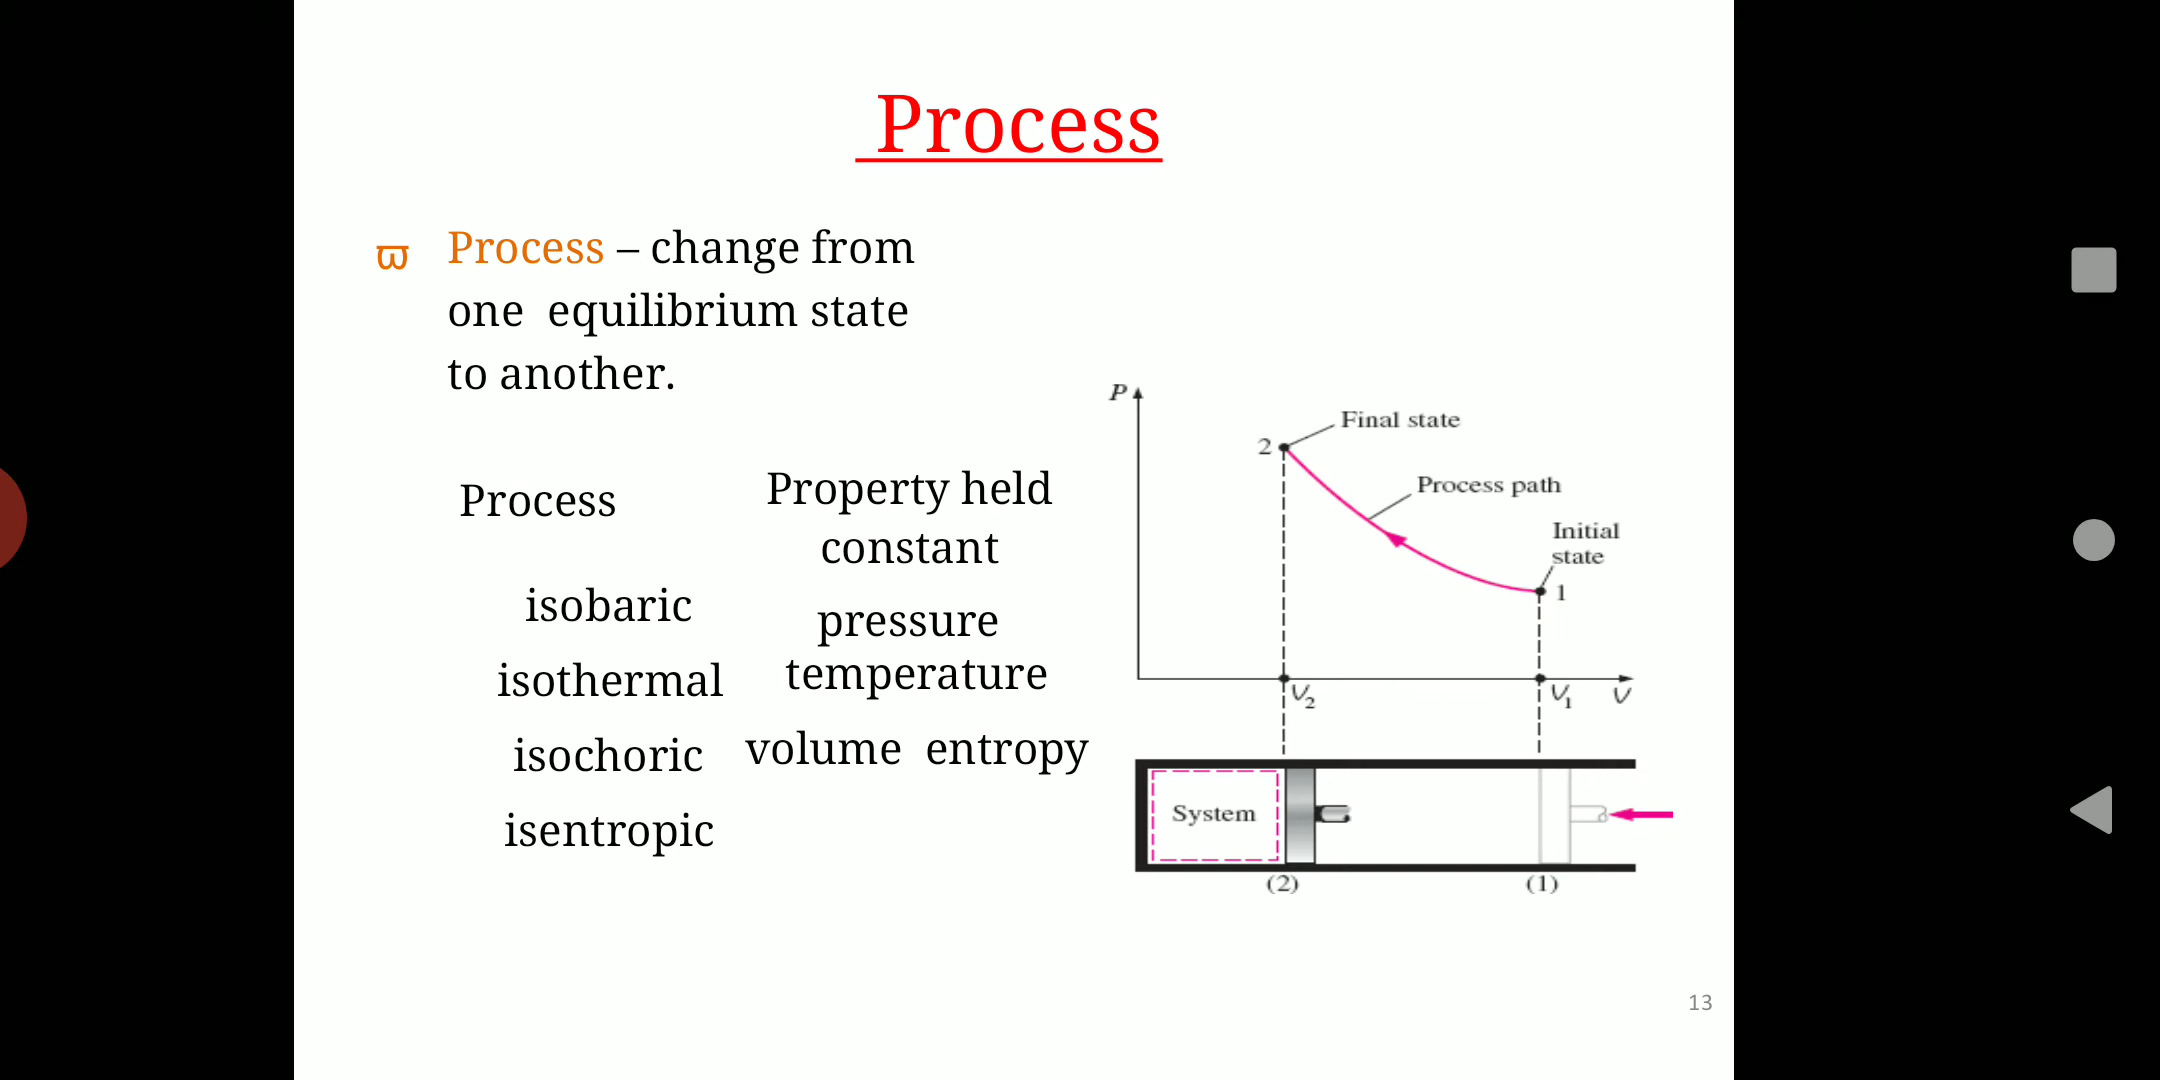 Process
ϖ Process – change from
one equilibrium state
to another.
Process
Property held
constant
isobaric
pressure
isothermal
temperature
isochoric
volume entropy
isentropic
P
Final state
2
Process path
Initial
state
1
V₂
V₁
V
System
(2)
(1)
13